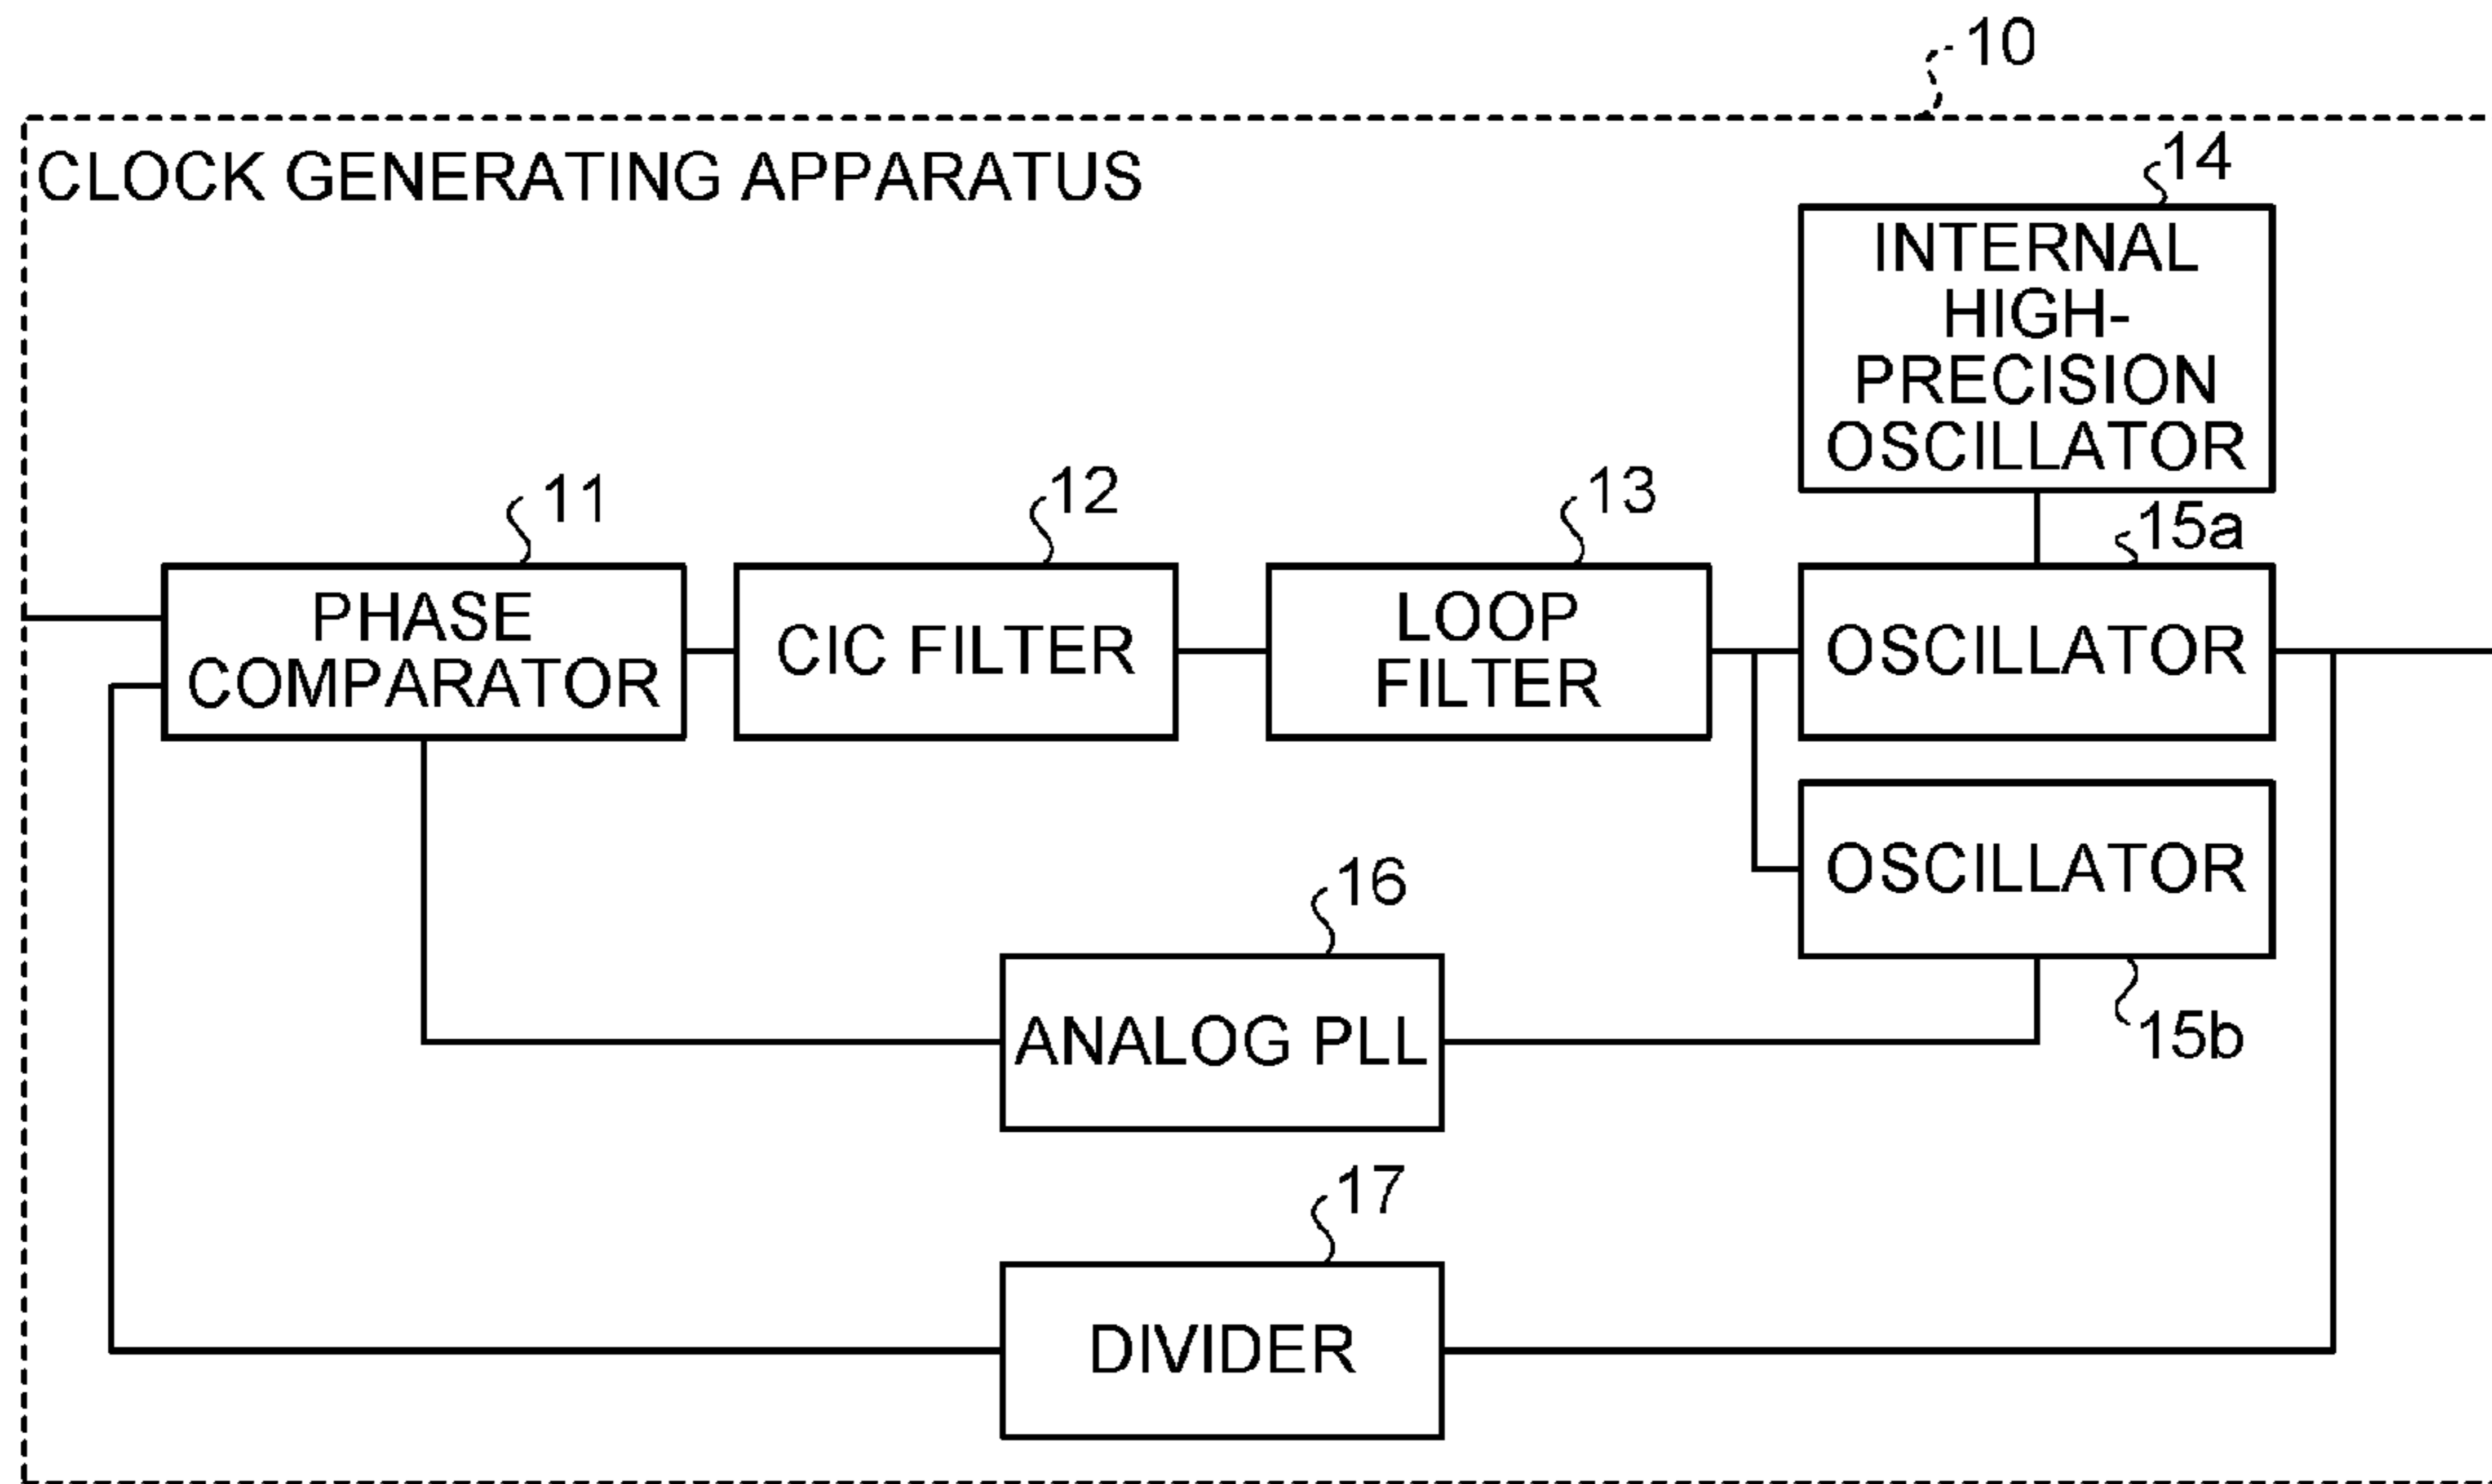 10
CLOCK GENERATING APPARATUS
14
INTERNAL
HIGH-
PRECISION
OSCILLATOR
11
12
13
15a
PHASE
COMPARATOR
CIC FILTER
LOOP
FILTER
OSCILLATOR
OSCILLATOR
15b
16
ANALOG PLL
17
DIVIDER